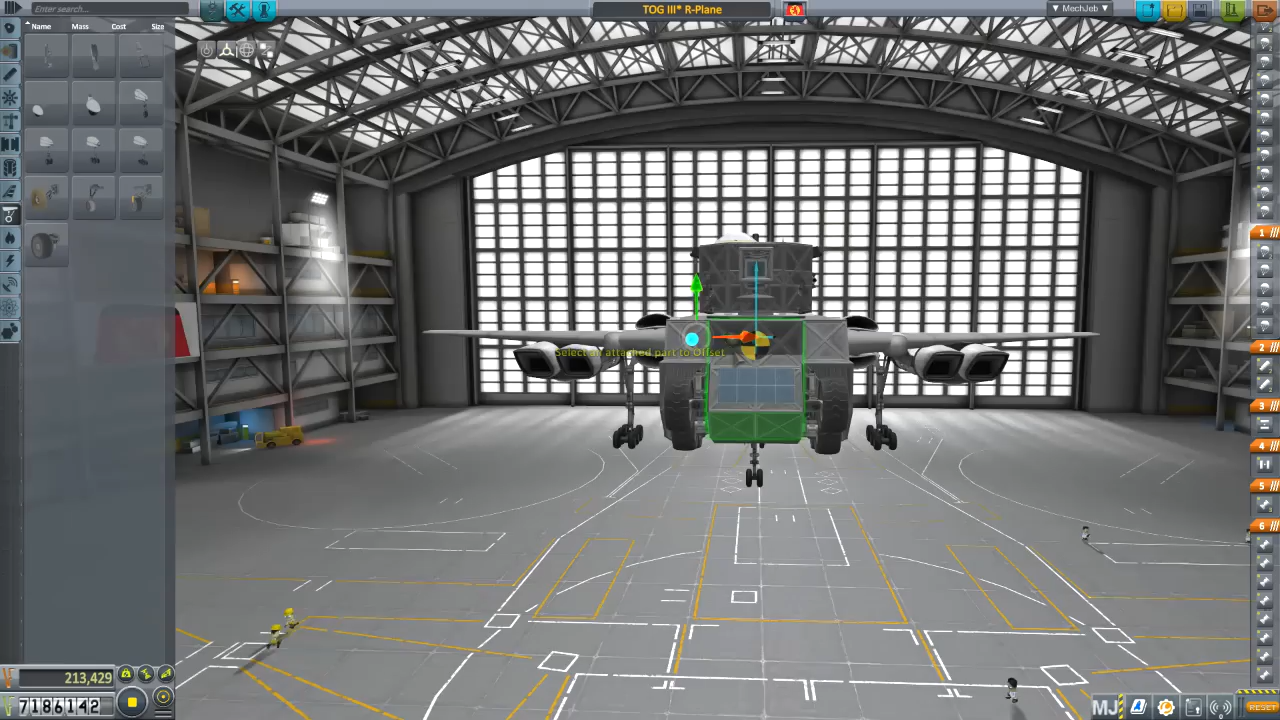 Enter search...
TOG III* R-Plane
▼ MechJeb ▼
Name Mass Cost Size
Select an attached part to Offset
1
2
3
4
5
6
213,429
7186142
MJ
RESET